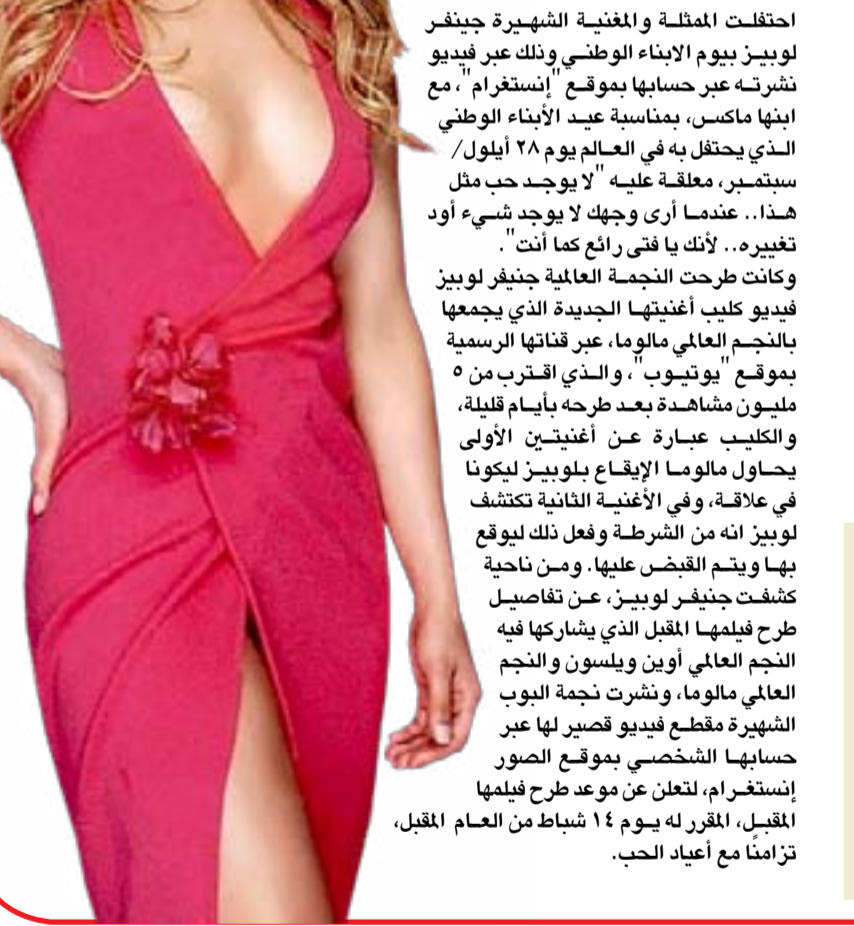 احتفلت الممثلة والمغنية الشهيرة جينفر
لوبيز بيوم الابناء الوطني وذلك عبر فيديو
نشرته عبر حسابها بموقع "إنستغرام"، مع
ابنها ماكس، بمناسبة عيد الأبناء الوطني
الذي يحتفل به في العالم يوم ٢٨ أيلول/
سبتمبر، معلقة عليه "لا يوجد حب مثل
هذا.. عندما أرى وجهك لا يوجد شيء أود
تغييره.. لأنك يا فتى رائع كما أنت".
وكانت طرحت النجمة العالمية جنيفر لوبيز
فيديو كليب أغنيتها الجديدة الذي يجمعها
بالنجم العالمي مالوما، عبر قناتها الرسمية
بموقع "يوتيوب"، والذي اقترب من ٥
مليون مشاهدة بعد طرحه بأيام قليلة،
والكليب عبارة عن أغنيتين الأولى
يحاول مالوما الإيقاع بلوبيز ليكونا
في علاقة، وفي الأغنية الثانية تكتشف
لوبيز انه من الشرطة وفعل ذلك ليوقع
بها ويتم القبض عليها. ومن ناحية
كشفت جنيفر لوبيز، عن تفاصيل
طرح فيلمها المقبل الذي يشاركها فيه
النجم العالمي أوين ويلسون والنجم
العالمي مالوما، ونشرت نجمة البوب
الشهيرة مقطع فيديو قصير لها عبر
حسابها الشخصي بموقع الصور
إنستغرام، لتعلن عن موعد طرح فيلمها
المقبل، المقرر له يوم ١٤ شباط من العام المقبل،
تزامنًا مع أعياد الحب.